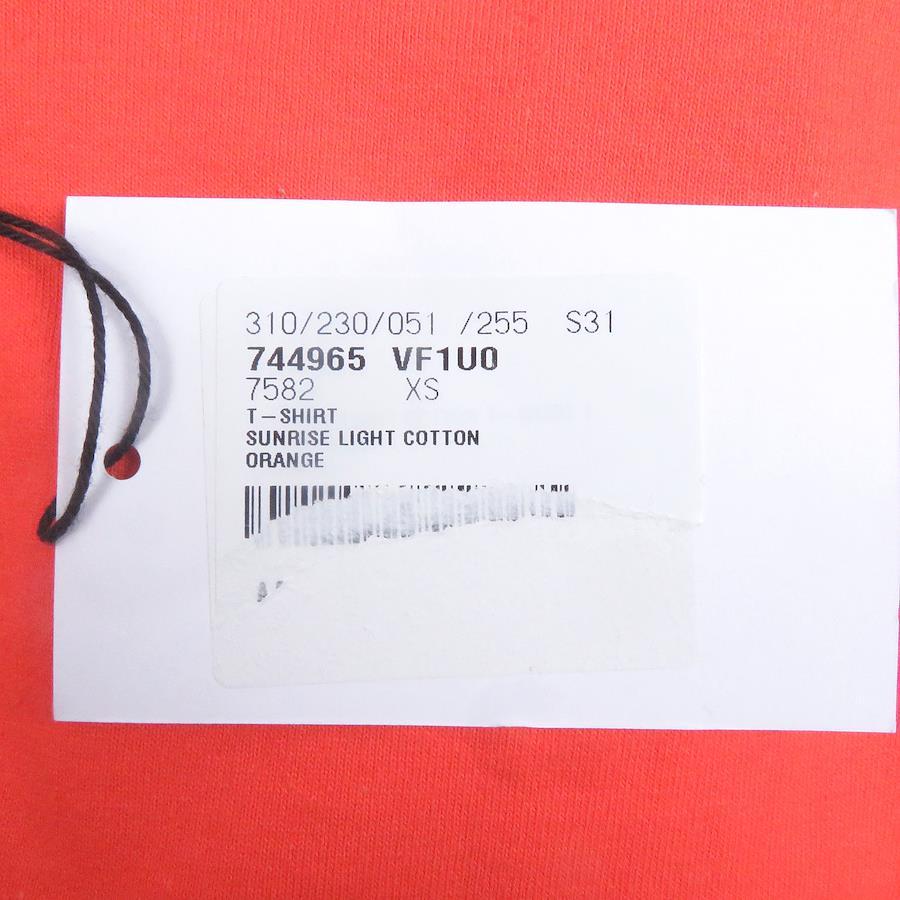 310/230/051 /255 S31
744965 VF1U0
7582 XS
T-SHIRT
SUNRISE LIGHT COTTON
ORANGE